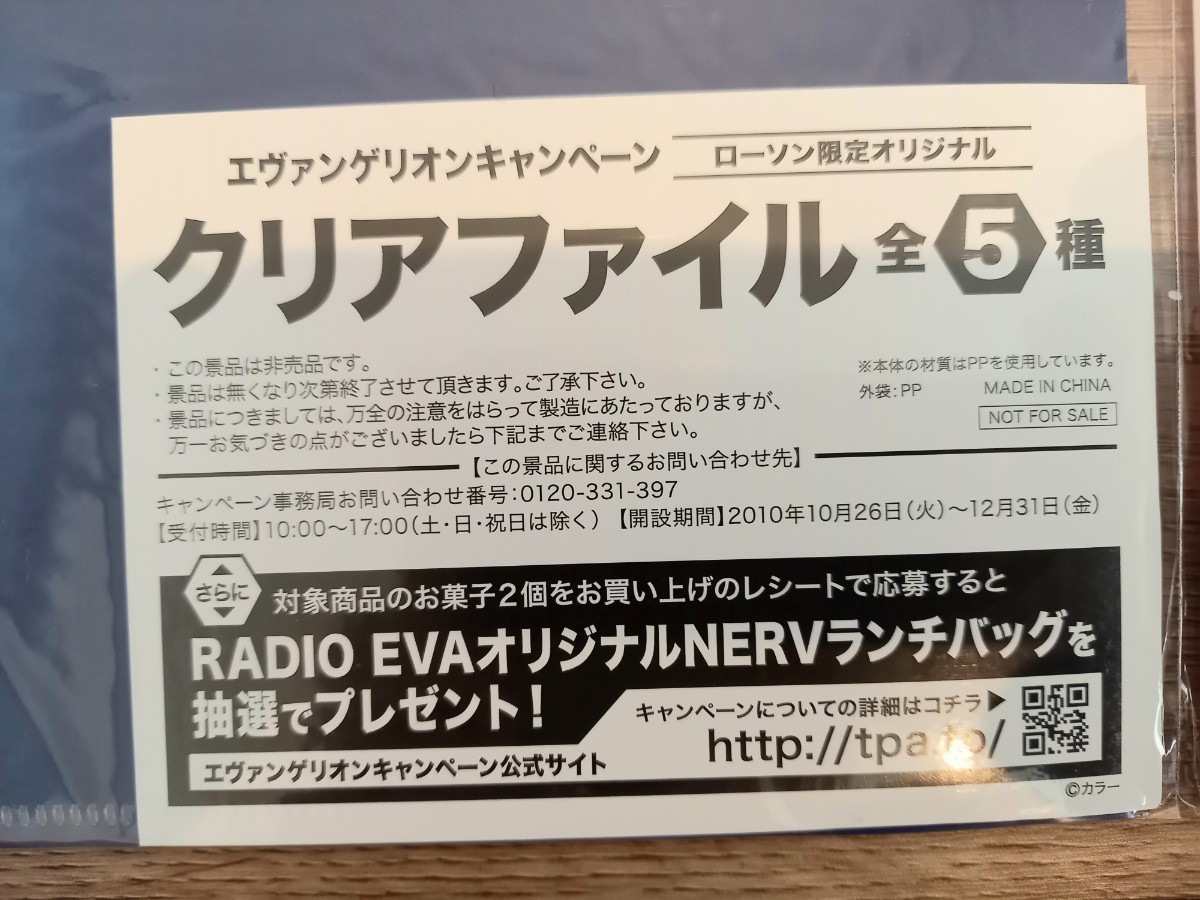 エヴァンゲリオンキャンペーン ローソン限定オリジナル
クリアファイル 全5種
・この景品は非売品です。
・景品は無くなり次第終了させて頂きます。ご了承下さい。
・景品につきましては、万全の注意をはらって製造にあたっておりますが、
万一お気づきの点がございましたら下記までご連絡下さい。
※本体の材質はPPを使用しています。
外袋:PP MADE IN CHINA
NOT FOR SALE
【この景品に関するお問い合わせ先】
キャンペーン事務局お問い合わせ番号:0120-331-397
【受付時間】10:00〜17:00(土・日・祝日は除く) 【開設期間】2010年10月26日(火)〜12月31日(金)
さらに 対象商品のお菓子2個をお買い上げのレシートで応募すると
RADIO EVAオリジナルNERVランチバッグを
抽選でプレゼント!
キャンペーンについての詳細はコチラ▶
http://tpa.to/
エヴァンゲリオンキャンペーン公式サイト
©カラー